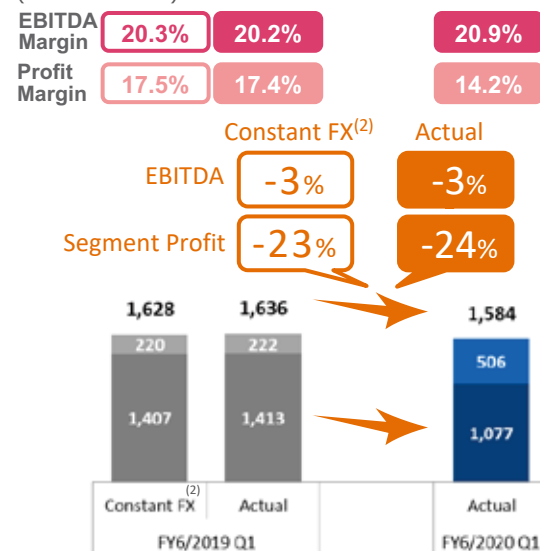 EBITDA Margin 20.3% 20.2% 20.9%
Profit Margin 17.5% 17.4% 14.2%
Constant FX(2) Actual
EBITDA -3% -3%
Segment Profit -23% -24%
1,628 1,636 1,584
220 222 506
1,407 1,413 1,077
Constant FX (2) Actual Actual
FY6/2019 Q1 FY6/2020 Q1